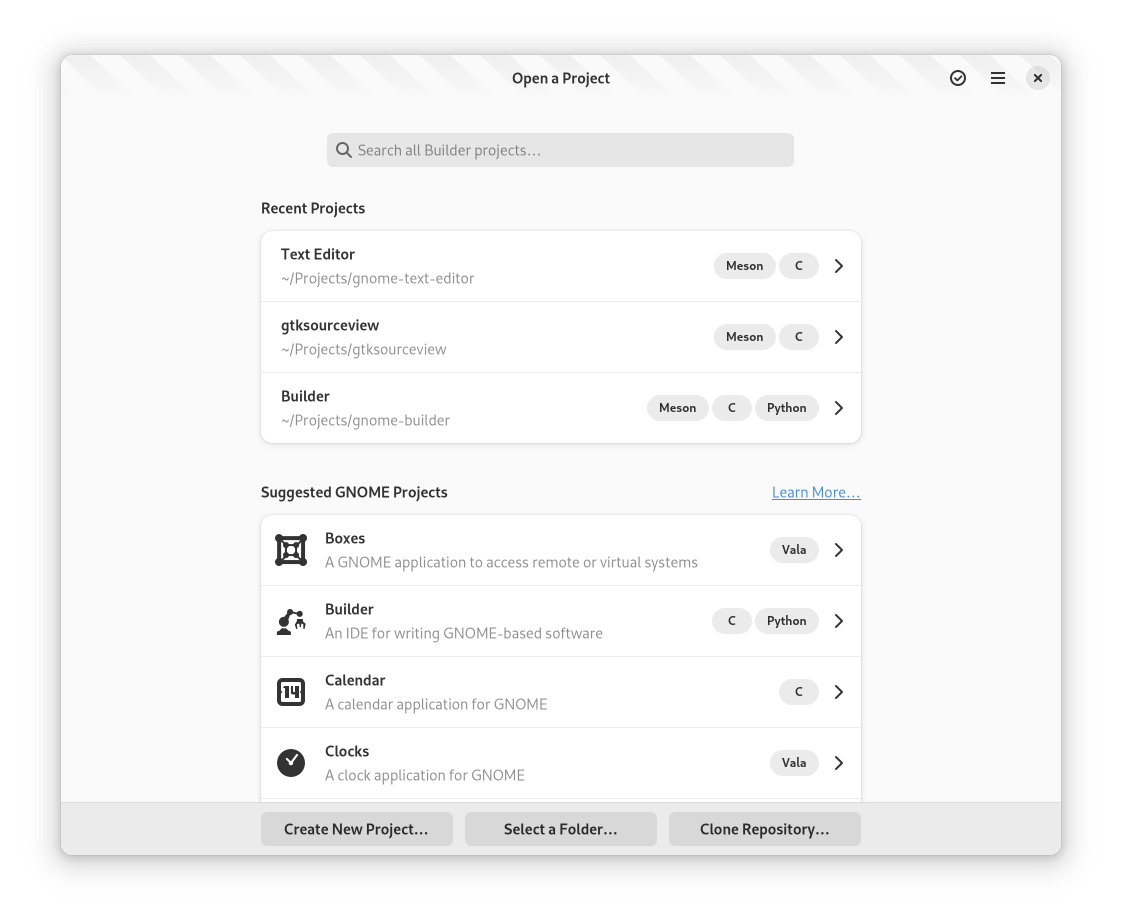 Open a Project
Search all Builder projects…
Recent Projects
Text Editor
~/Projects/gnome-text-editor
Meson C
gtksourceview
~/Projects/gtksourceview
Meson C
Builder
~/Projects/gnome-builder
Meson C Python
Suggested GNOME Projects Learn More…
Boxes
A GNOME application to access remote or virtual systems
Vala
Builder
An IDE for writing GNOME-based software
C Python
14
Calendar
A calendar application for GNOME
C
Clocks
A clock application for GNOME
Vala
Create New Project… Select a Folder… Clone Repository…